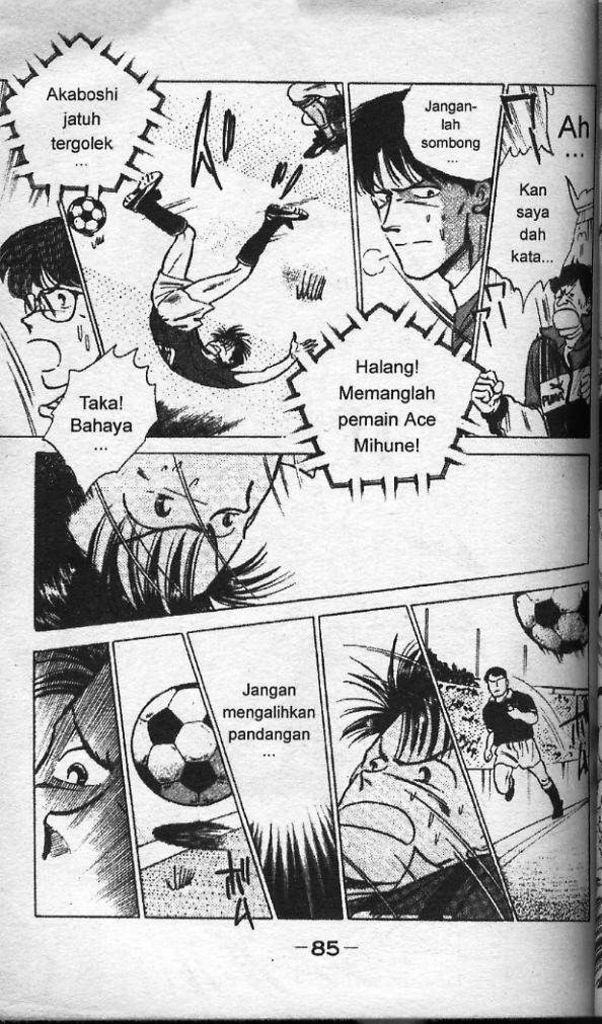 Akaboshi
jatuh
tergolek
...
Jangan-
lah
sombong
...
Ah
...
Kan
saya
dah
kata...
PUMA
Taka!
Bahaya
...
Halang!
Memanglah
pemain Ace
Mihune!
Jangan
mengalihkan
pandangan
...
-85-